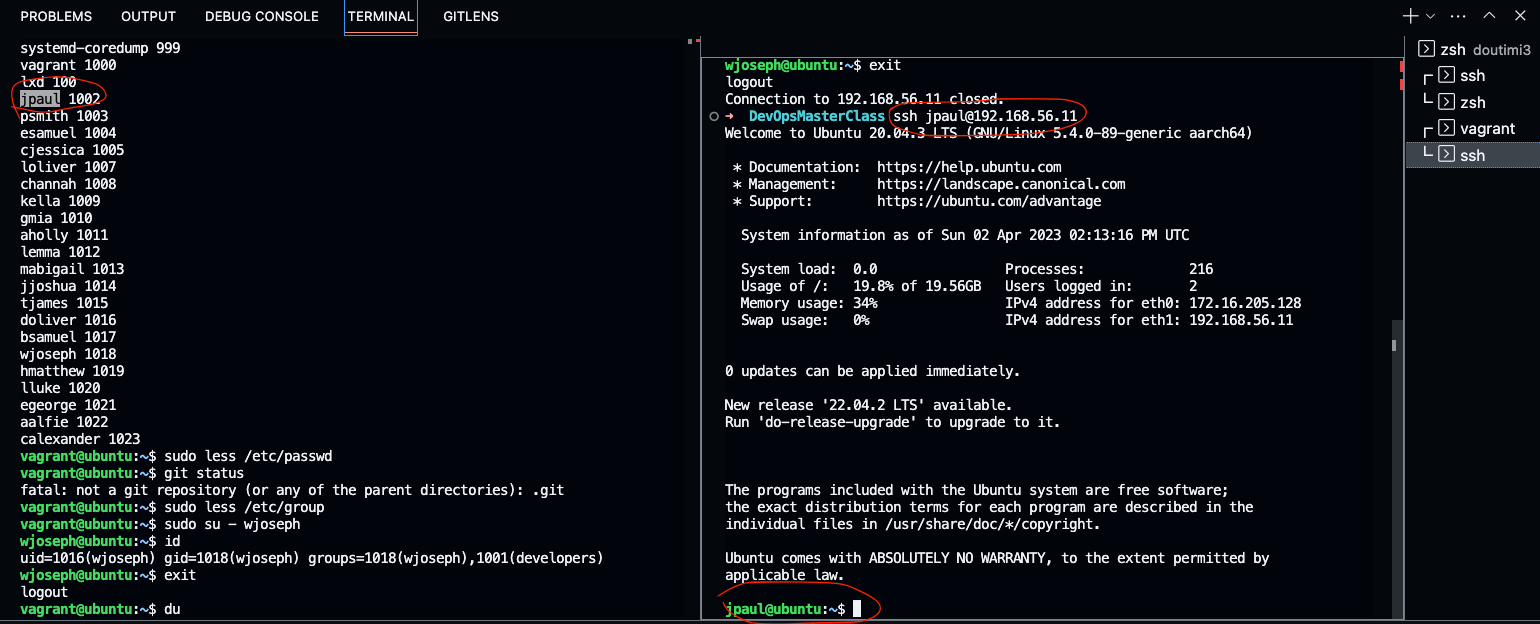 PROBLEMS OUTPUT DEBUG CONSOLE TERMINAL GITLENS
systemd-coredump 999
vagrant 1000
lxd 100
jpaul 1002
psmith 1003
esamuel 1004
cjessica 1005
loliver 1007
channah 1008
kella 1009
gmia 1010
aholly 1011
lemma 1012
mabigail 1013
jjoshua 1014
tjames 1015
doliver 1016
bsamuel 1017
wjoseph 1018
hmatthew 1019
lluke 1020
egeorge 1021
aalfie 1022
calexander 1023
vagrant@ubuntu:~$ sudo less /etc/passwd
vagrant@ubuntu:~$ git status
fatal: not a git repository (or any of the parent directories): .git
vagrant@ubuntu:~$ sudo less /etc/group
vagrant@ubuntu:~$ sudo su - wjoseph
wjoseph@ubuntu:~$ id
uid=1016(wjoseph) gid=1018(wjoseph) groups=1018(wjoseph),1001(developers)
wjoseph@ubuntu:~$ exit
logout
vagrant@ubuntu:~$ du
wjoseph@ubuntu:~$ exit
logout
Connection to 192.168.56.11 closed.
➜ DevOpsMasterClass ssh jpaul@192.168.56.11
Welcome to Ubuntu 20.04.3 LTS (GNU/Linux 5.4.0-89-generic aarch64)
* Documentation: https://help.ubuntu.com
* Management: https://landscape.canonical.com
* Support: https://ubuntu.com/advantage
System information as of Sun 02 Apr 2023 02:13:16 PM UTC
System load: 0.0 Processes: 216
Usage of /: 19.8% of 19.56GB Users logged in: 2
Memory usage: 34% IPv4 address for eth0: 172.16.205.128
Swap usage: 0% IPv4 address for eth1: 192.168.56.11
0 updates can be applied immediately.
New release '22.04.2 LTS' available.
Run 'do-release-upgrade' to upgrade to it.
The programs included with the Ubuntu system are free software;
the exact distribution terms for each program are described in the
individual files in /usr/share/doc/*/copyright.
Ubuntu comes with ABSOLUTELY NO WARRANTY, to the extent permitted by
applicable law.
jpaul@ubuntu:~$
zsh doutimi3
ssh
zsh
vagrant
ssh